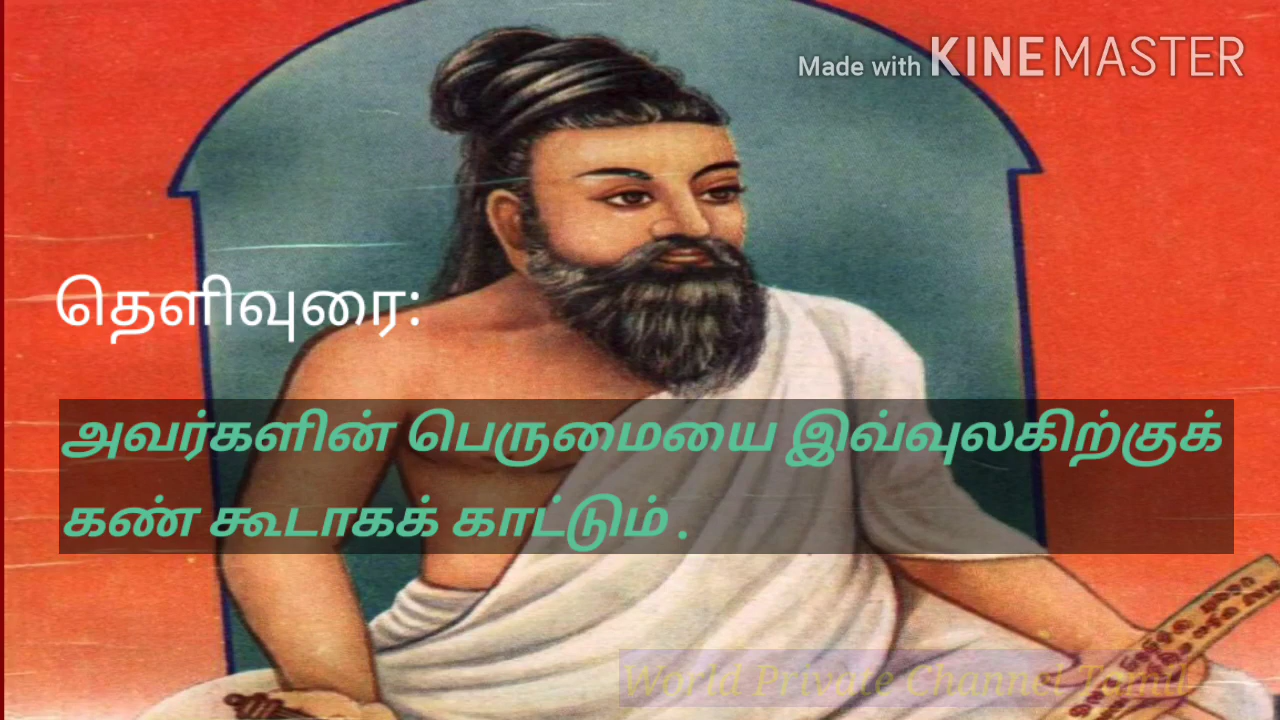 Made with KINEMASTER
தெளிவுரை:
அவர்களின் பெருமையை இவ்வுலகிற்குக்
கண் கூடாகக் காட்டும் .
World Private Channel Tamil